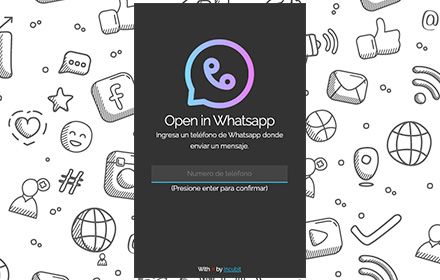 Open in Whatsapp
Ingresa un teléfono de Whatsapp donde
enviar un mensaje.
Numero de teléfono
(Presione enter para confirmar)
With ♥ by Incubit